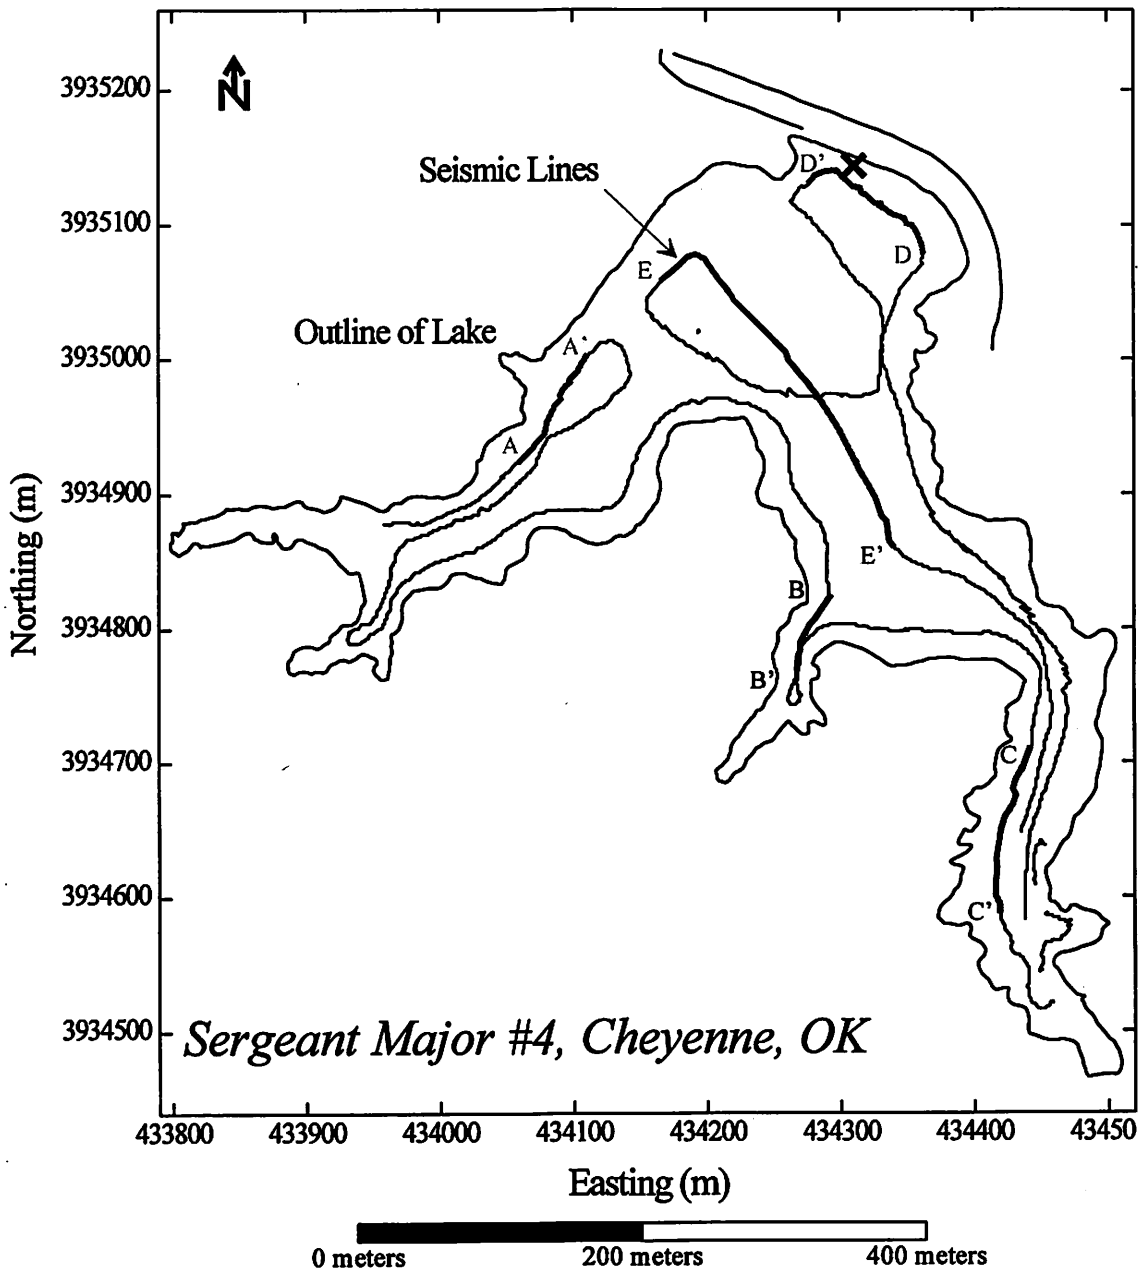 N
3935200
Seismic Lines
D'
3935100
D
E
Outline of Lake
A'
3935000
A
3934900
E'
B
3934800
B'
3934700
C
3934600
C'
3934500
Sergeant Major #4, Cheyenne, OK
Northing (m)
433800 433900 434000 434100 434200 434300 434400 43450
Easting (m)
0 meters 200 meters 400 meters